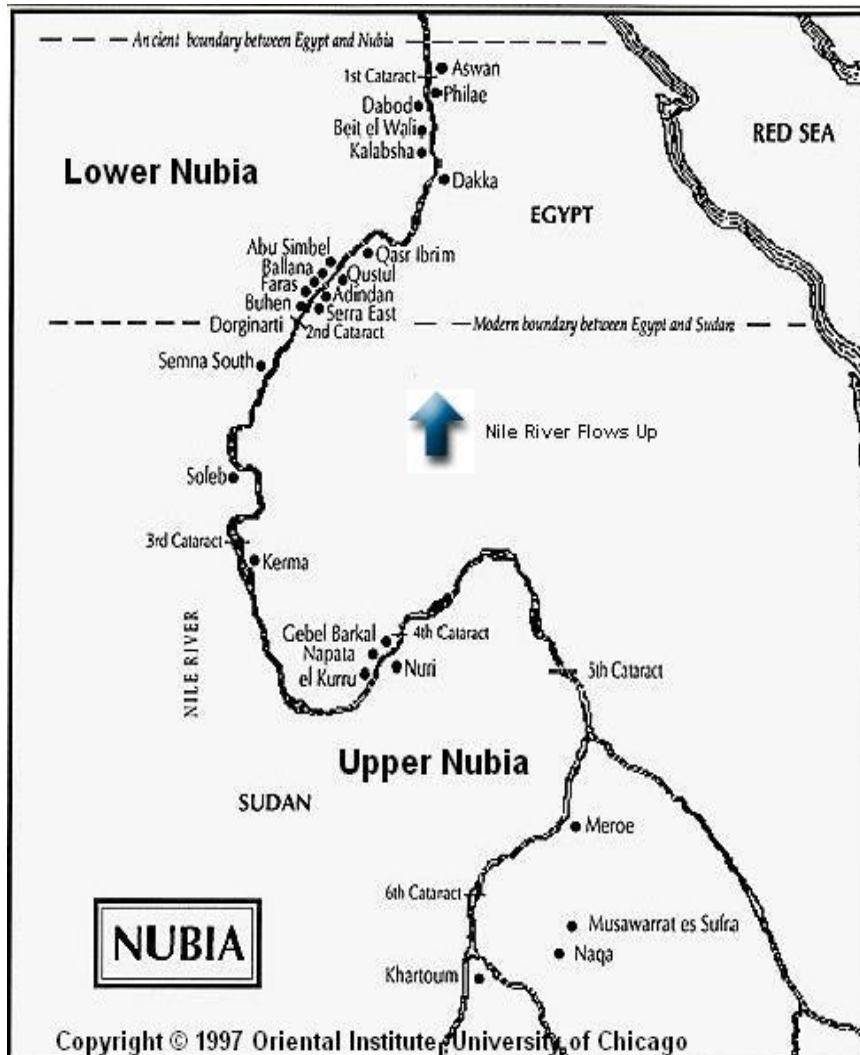 Ancient boundary between Egypt and Nubia
Aswan
1st Cataract
Philae
Dabod
Beit el Wali
Kalabsha
RED SEA
Lower Nubia
Dakka
EGYPT
Abu Simbel
Qasr Ibrim
Ballana
Qustul
Faras
Adindan
Buhen
Serra East
Dorginarti
2nd Cataract
Modern boundary between Egypt and Sudan
Semna South
Nile River Flows Up
Soleb
3rd Cataract
Kerma
NILE RIVER
Gebel Barkal
4th Cataract
Napata
Nuri
el Kurru
5th Cataract
Upper Nubia
SUDAN
Meroe
6th Cataract
NUBIA
Musawarrat es Sufra
Naqa
Khartoum
Copyright © 1997 Oriental Institute, University of Chicago